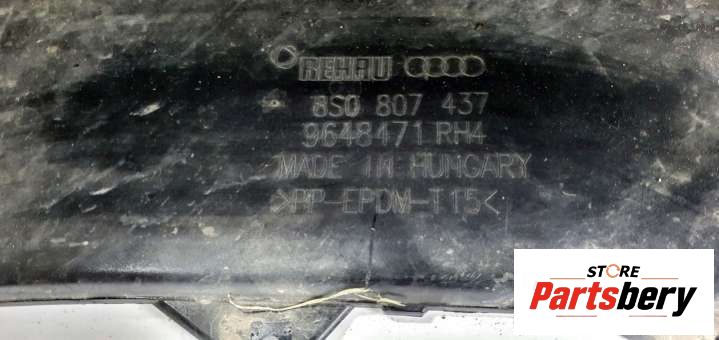 REHAU
8S0 807 437
9648471 RH4
MADE IN HUNGARY
>PP-EPDM-T15<
STORE
Partsbery